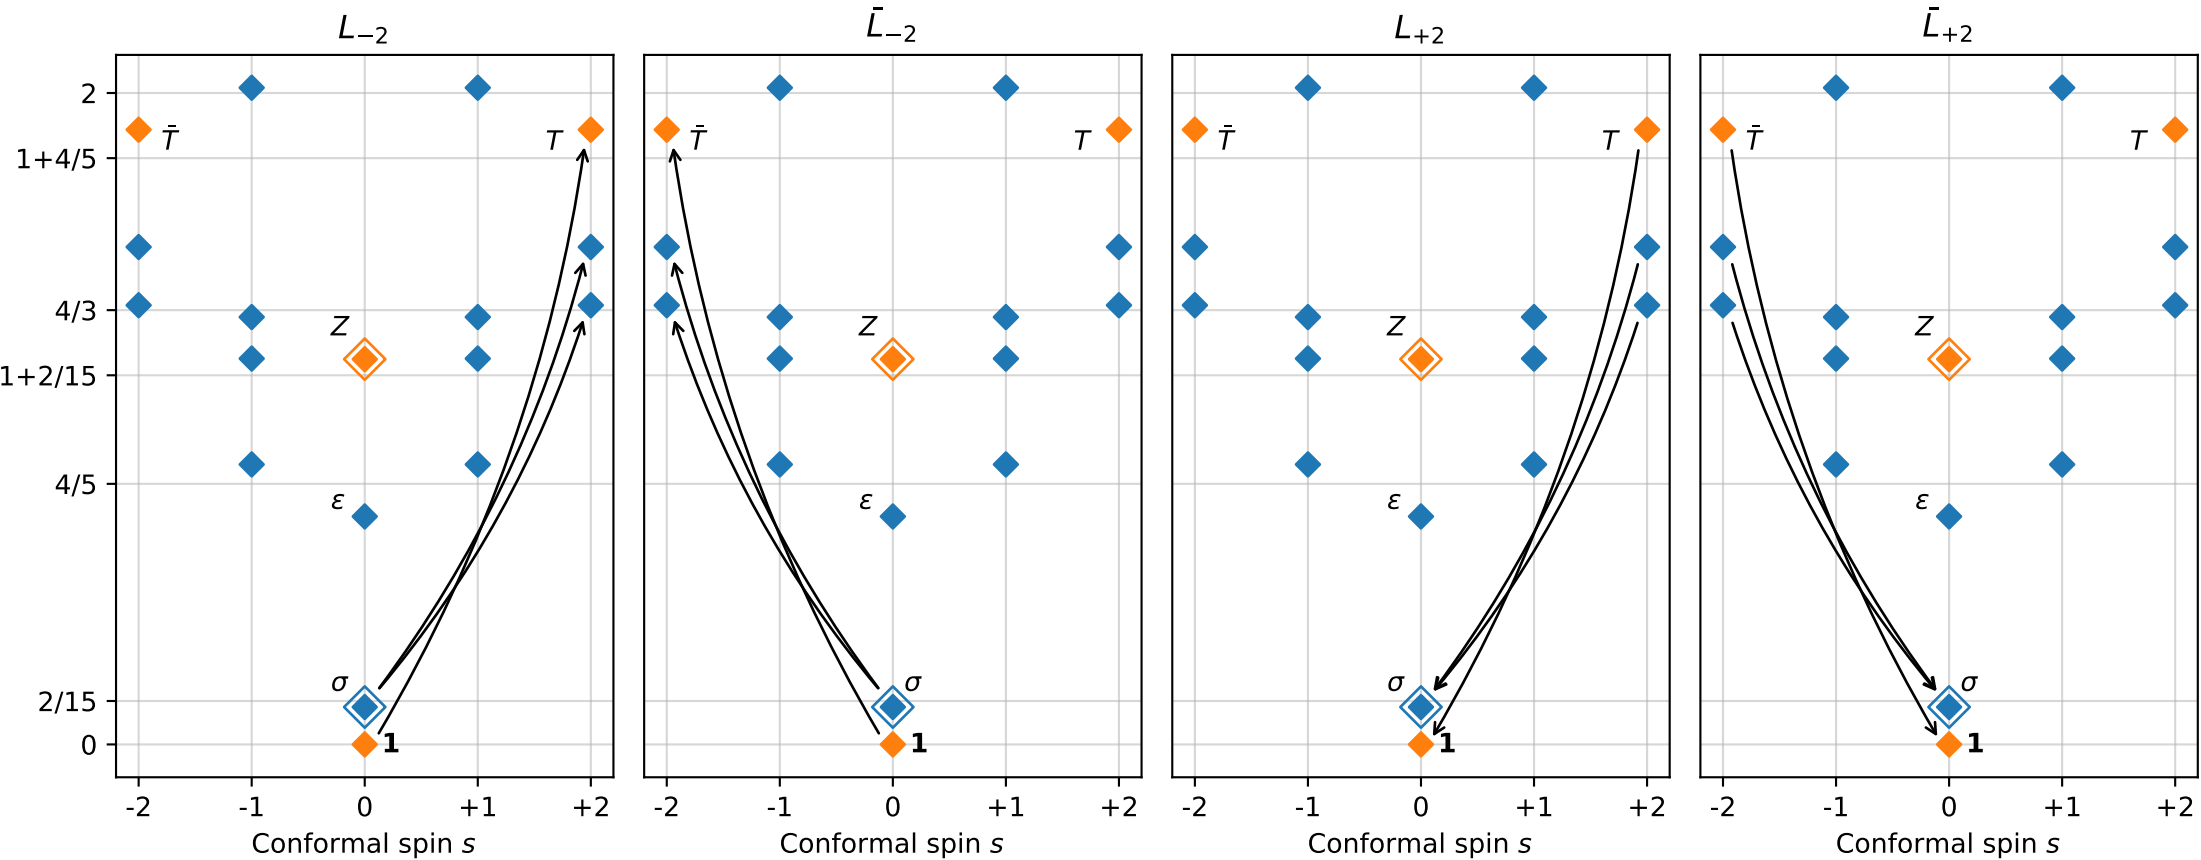 L₋₂
L̄₋₂
L₊₂
L̄₊₂
2
1+4/5
4/3
1+2/15
4/5
2/15
0
T̄ T
Z
ε
σ
1
T̄ T
Z
ε
σ
1
T̄ T
Z
ε
σ
1
T̄ T
Z
ε
σ
1
-2 -1 0 +1 +2
-2 -1 0 +1 +2
-2 -1 0 +1 +2
-2 -1 0 +1 +2
Conformal spin s
Conformal spin s
Conformal spin s
Conformal spin s